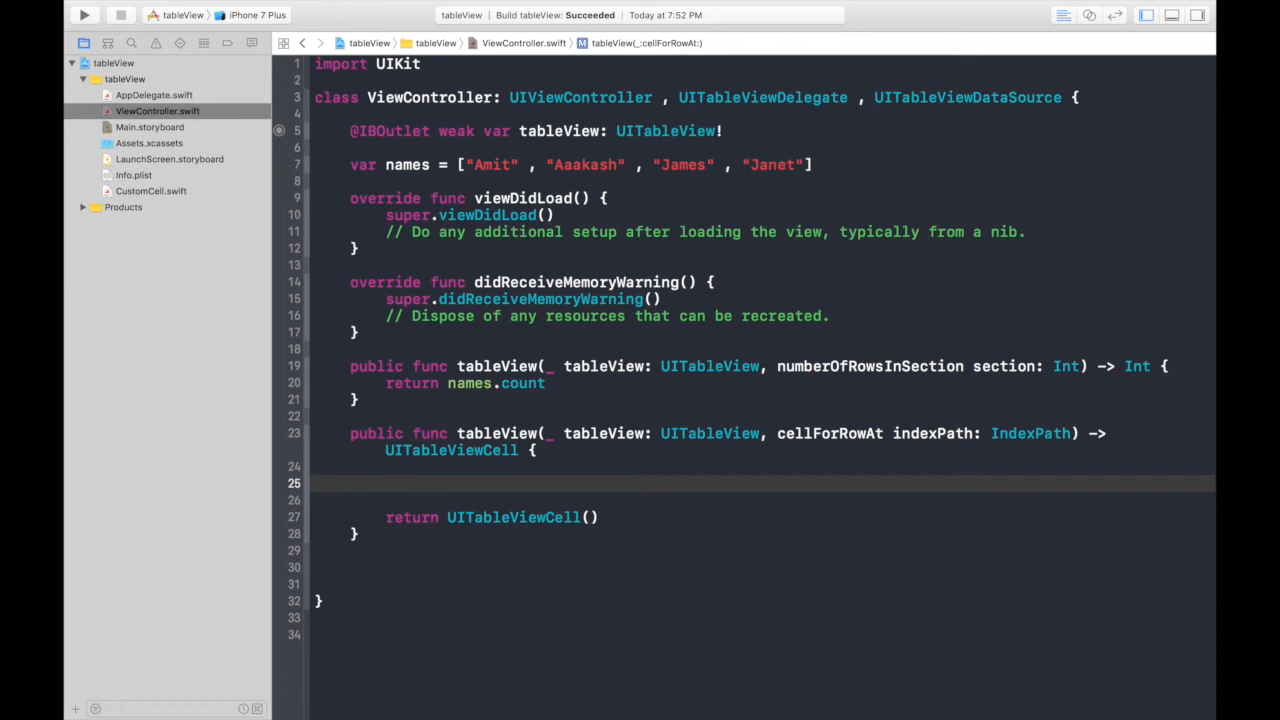 tableView
iPhone 7 Plus
tableView | Build tableView: Succeeded | Today at 7:52 PM
tableView
tableView
ViewController.swift
tableView(_:cellForRowAt:)
tableView
tableView
AppDelegate.swift
ViewController.swift
Main.storyboard
Assets.xcassets
LaunchScreen.storyboard
Info.plist
CustomCell.swift
Products
1 import UIKit
2
3 class ViewController: UIViewController , UITableViewDelegate , UITableViewDataSource {
4
5 @IBOutlet weak var tableView: UITableView!
6
7 var names = ["Amit" , "Aaakash" , "James" , "Janet"]
8
9 override func viewDidLoad() {
10 super.viewDidLoad()
11 // Do any additional setup after loading the view, typically from a nib.
12 }
13
14 override func didReceiveMemoryWarning() {
15 super.didReceiveMemoryWarning()
16 // Dispose of any resources that can be recreated.
17 }
18
19 public func tableView(_ tableView: UITableView, numberOfRowsInSection section: Int) -> Int {
20 return names.count
21 }
22
23 public func tableView(_ tableView: UITableView, cellForRowAt indexPath: IndexPath) ->
UITableViewCell {
24
25
26
27 return UITableViewCell()
28 }
29
30
31
32 }
33
34